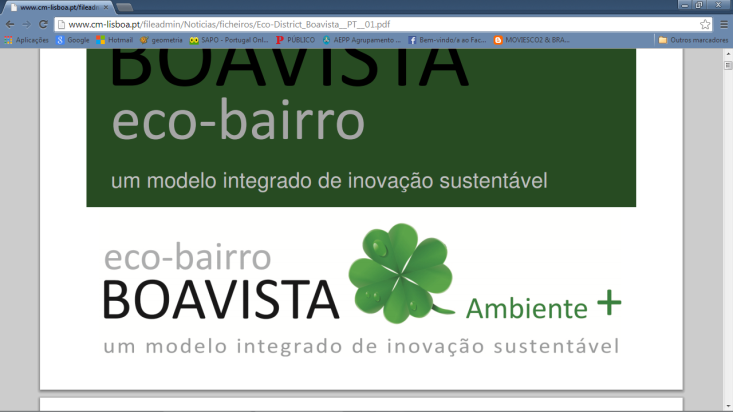 www.cm-lisboa.pt/filead
www.cm-lisboa.pt/fileadmin/Noticias/ficheiros/Eco-District_Boavista__PT__01.pdf
Aplicações Google Hotmail geometria SAPO - Portugal Onl... PÚBLICO AEPP Agrupamento ... Bem-vindo/a ao Fac... MOVIESCO2 & BRA... Outros marcadores
BOAVISTA
eco-bairro
um modelo integrado de inovação sustentável
eco-bairro
BOAVISTA Ambiente +
um modelo integrado de inovação sustentável